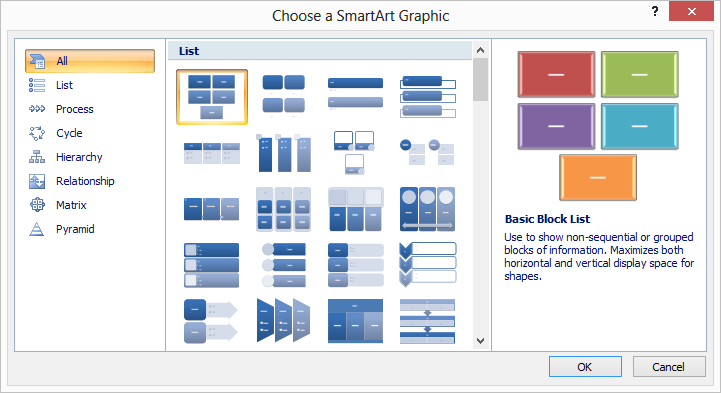 Choose a SmartArt Graphic
?
All
List
Process
Cycle
Hierarchy
Relationship
Matrix
Pyramid
List
Basic Block List
Use to show non-sequential or grouped
blocks of information. Maximizes both
horizontal and vertical display space for
shapes.
OK
Cancel